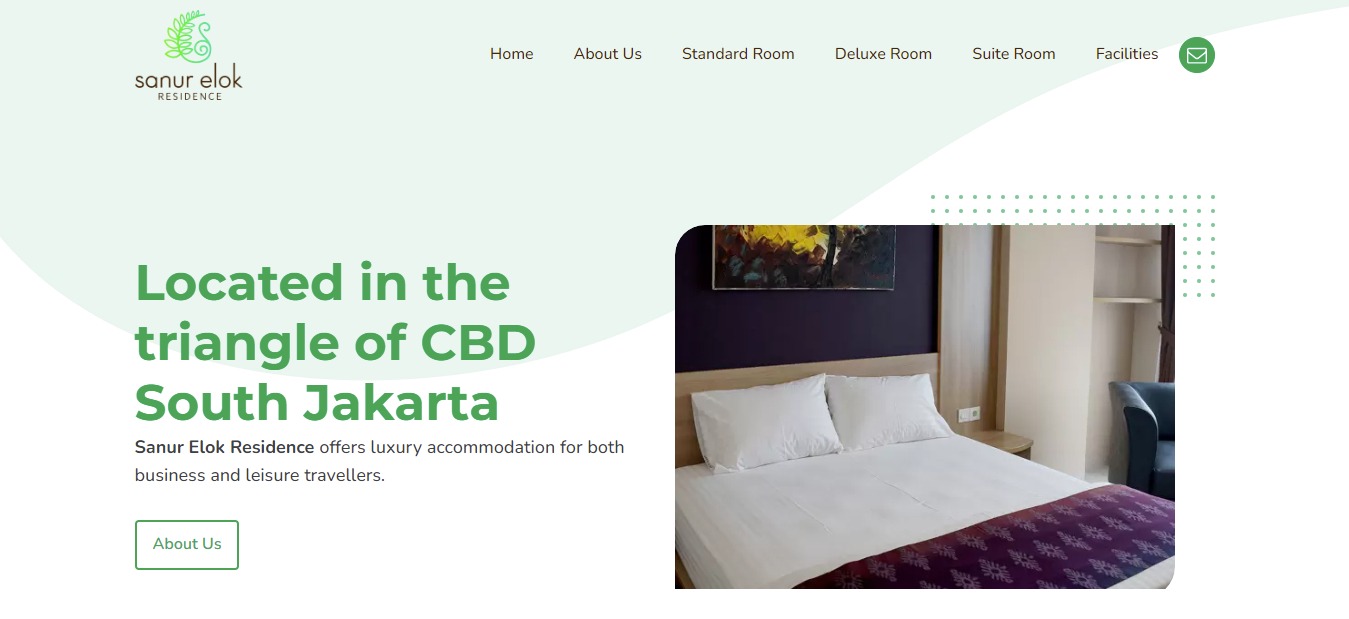 sanur elok
RESIDENCE
Home About Us Standard Room Deluxe Room Suite Room Facilities
Located in the
triangle of CBD
South Jakarta
Sanur Elok Residence offers luxury accommodation for both
business and leisure travellers.
About Us